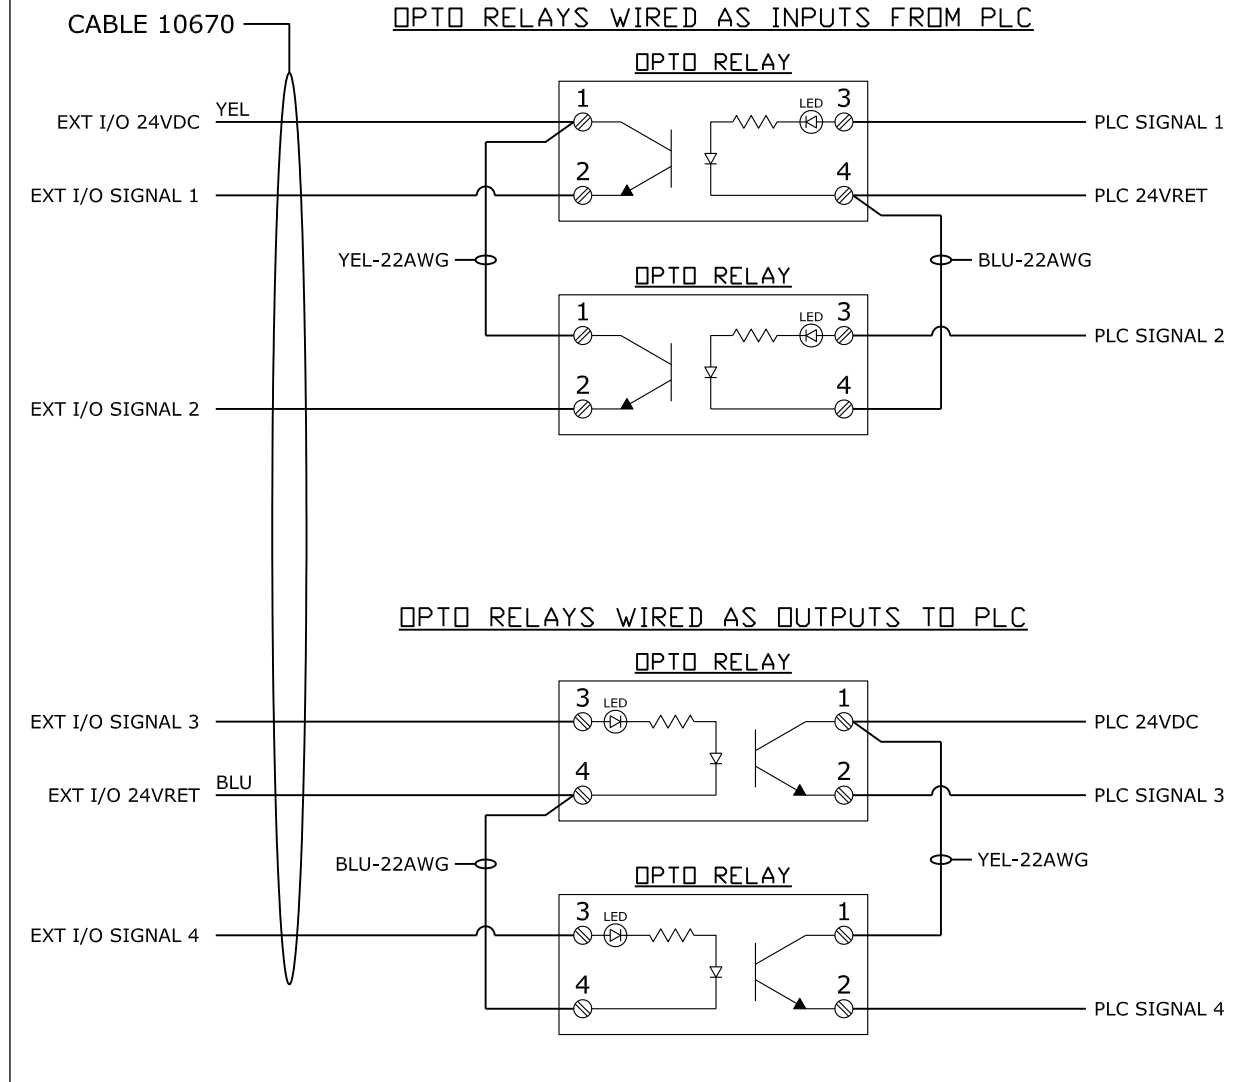 CABLE 10670
OPTO RELAYS WIRED AS INPUTS FROM PLC
OPTO RELAY
EXT I/O 24VDC
YEL
1
LED
3
PLC SIGNAL 1
EXT I/O SIGNAL 1
2
4
PLC 24VRET
YEL-22AWG
BLU-22AWG
OPTO RELAY
1
LED
3
PLC SIGNAL 2
EXT I/O SIGNAL 2
2
4
OPTO RELAYS WIRED AS OUTPUTS TO PLC
OPTO RELAY
EXT I/O SIGNAL 3
3
LED
1
PLC 24VDC
EXT I/O 24VRET
BLU
4
2
PLC SIGNAL 3
BLU-22AWG
YEL-22AWG
OPTO RELAY
EXT I/O SIGNAL 4
3
LED
1
4
2
PLC SIGNAL 4